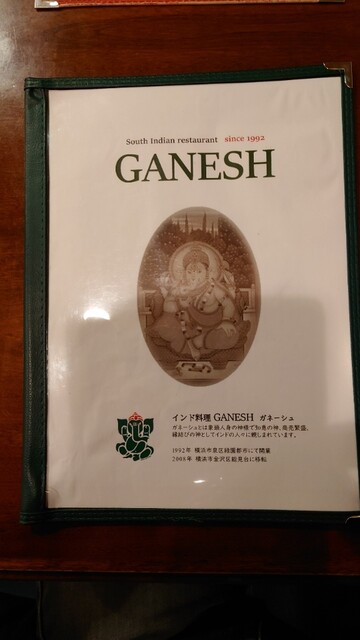 South Indian restaurant since 1992
GANESH
インド料理 GANESH ガネーシュ
ガネーシュとは象頭人身の神様で知恵の神、商売繁盛、
縁結びの神としてインドの人々に親しまれています。
1992年 横浜市泉区緑園都市にて開業
2008年 横浜市金沢区能見台に移転